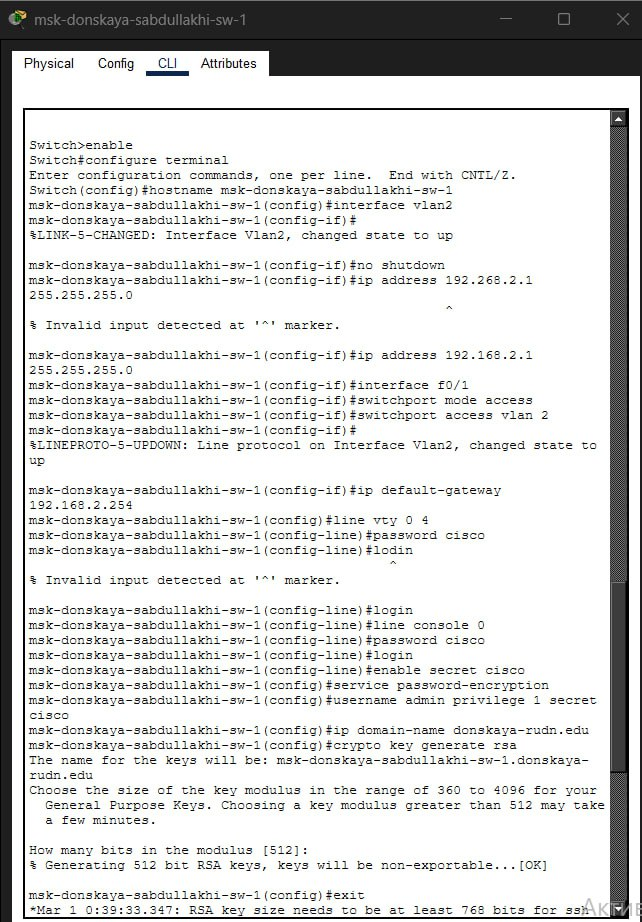 msk-donskaya-sabdullakhi-sw-1
Physical Config CLI Attributes
Switch>enable
Switch#configure terminal
Enter configuration commands, one per line.  End with CNTL/Z.
Switch(config)#hostname msk-donskaya-sabdullakhi-sw-1
msk-donskaya-sabdullakhi-sw-1(config)#interface vlan2
msk-donskaya-sabdullakhi-sw-1(config-if)#
%LINK-5-CHANGED: Interface Vlan2, changed state to up
msk-donskaya-sabdullakhi-sw-1(config-if)#no shutdown
msk-donskaya-sabdullakhi-sw-1(config-if)#ip address 192.268.2.1
255.255.255.0
^
% Invalid input detected at '^' marker.
msk-donskaya-sabdullakhi-sw-1(config-if)#ip address 192.168.2.1
255.255.255.0
msk-donskaya-sabdullakhi-sw-1(config-if)#interface f0/1
msk-donskaya-sabdullakhi-sw-1(config-if)#switchport mode access
msk-donskaya-sabdullakhi-sw-1(config-if)#switchport access vlan 2
msk-donskaya-sabdullakhi-sw-1(config-if)#
%LINEPROTO-5-UPDOWN: Line protocol on Interface Vlan2, changed state to
up
msk-donskaya-sabdullakhi-sw-1(config-if)#ip default-gateway
192.168.2.254
msk-donskaya-sabdullakhi-sw-1(config)#line vty 0 4
msk-donskaya-sabdullakhi-sw-1(config-line)#password cisco
msk-donskaya-sabdullakhi-sw-1(config-line)#lodin
^
% Invalid input detected at '^' marker.
msk-donskaya-sabdullakhi-sw-1(config-line)#login
msk-donskaya-sabdullakhi-sw-1(config-line)#line console 0
msk-donskaya-sabdullakhi-sw-1(config-line)#password cisco
msk-donskaya-sabdullakhi-sw-1(config-line)#login
msk-donskaya-sabdullakhi-sw-1(config-line)#enable secret cisco
msk-donskaya-sabdullakhi-sw-1(config)#service password-encryption
msk-donskaya-sabdullakhi-sw-1(config)#username admin privilege 1 secret
cisco
msk-donskaya-sabdullakhi-sw-1(config)#ip domain-name donskaya-rudn.edu
msk-donskaya-sabdullakhi-sw-1(config)#crypto key generate rsa
The name for the keys will be: msk-donskaya-sabdullakhi-sw-1.donskaya-
rudn.edu
Choose the size of the key modulus in the range of 360 to 4096 for your
General Purpose Keys. Choosing a key modulus greater than 512 may take
a few minutes.
How many bits in the modulus [512]:
% Generating 512 bit RSA keys, keys will be non-exportable...[OK]
msk-donskaya-sabdullakhi-sw-1(config)#exit
*Mar 1 0:39:33.347: RSA key size needs to be at least 768 bits for ssh